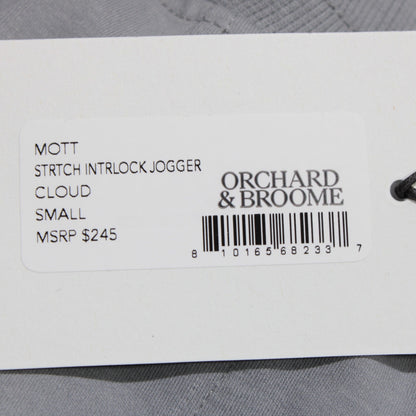 MOTT
STRTCH INTRLOCK JOGGER
CLOUD
SMALL
MSRP $245
ORCHARD
& BROOME
8 10165 68233 7